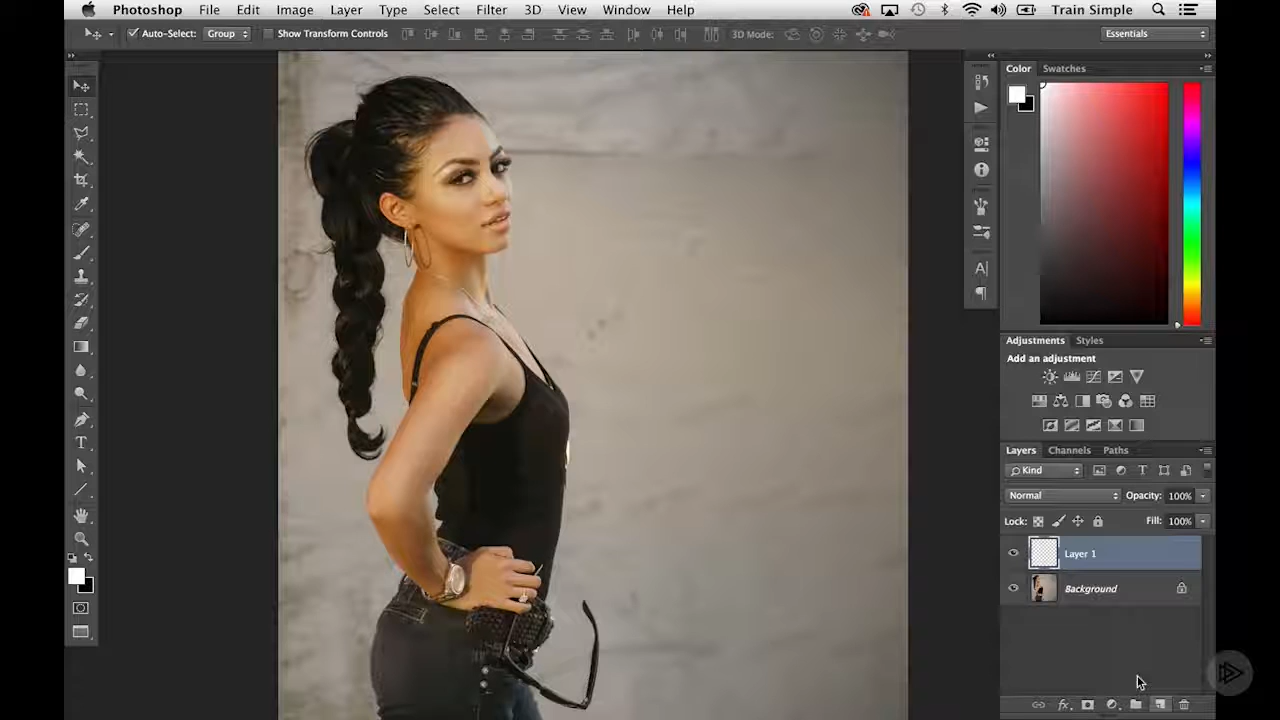 Photoshop File Edit Image Layer Type Select Filter 3D View Window Help Train Simple
Auto-Select: Group Show Transform Controls 3D Mode: Essentials
Color Swatches
Adjustments Styles
Add an adjustment
Layers Channels Paths
Kind
Normal Opacity: 100%
Lock: Fill: 100%
Layer 1
Background